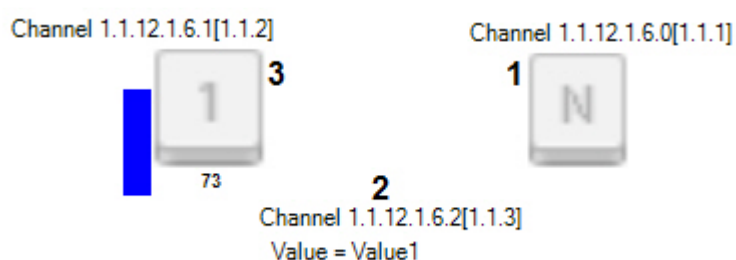 Channel 1.1.12.1.6.1[1.1.2]
Channel 1.1.12.1.6.0[1.1.1]
1
3
1
N
73
2
Channel 1.1.12.1.6.2[1.1.3]
Value = Value1